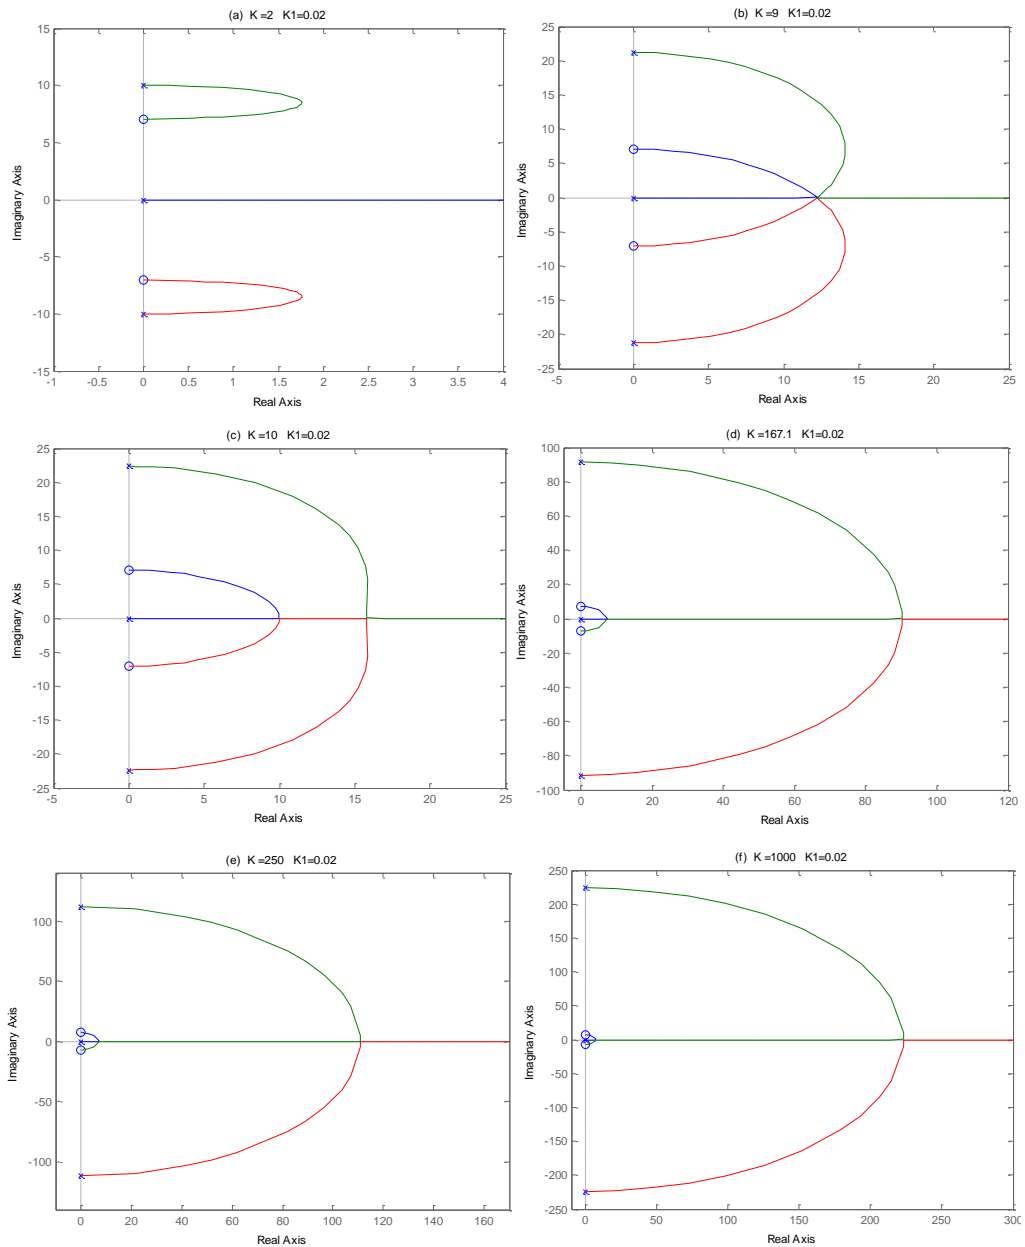 (a) K =2 K1=0.02
15
10
5
0
-5
-10
-15
-1 -0.5 0 0.5 1 1.5 2 2.5 3 3.5 4
Real Axis
Imaginary Axis
(b) K =9 K1=0.02
25
20
15
10
5
0
-5
-10
-15
-20
-25
-5 0 5 10 15 20 25
Real Axis
Imaginary Axis
(c) K =10 K1=0.02
25
20
15
10
5
0
-5
-10
-15
-20
-25
-5 0 5 10 15 20 25
Real Axis
Imaginary Axis
(d) K =167.1 K1=0.02
100
80
60
40
20
0
-20
-40
-60
-80
-100
0 20 40 60 80 100 120
Real Axis
Imaginary Axis
(e) K =250 K1=0.02
100
50
0
-50
-100
0 20 40 60 80 100 120 140 160
Real Axis
Imaginary Axis
(f) K =1000 K1=0.02
250
200
150
100
50
0
-50
-100
-150
-200
-250
0 50 100 150 200 250 300
Real Axis
Imaginary Axis